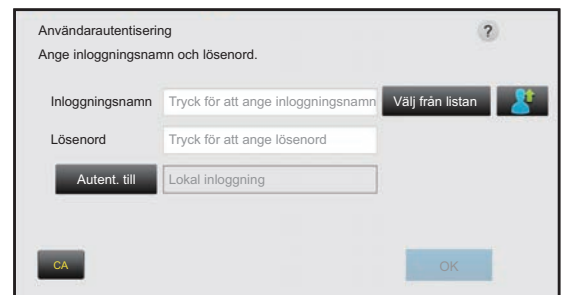 Användarautentisering
?
Ange inloggningsnamn och lösenord.
Inloggningsnamn Tryck för att ange inloggningsnamn Välj från listan
Lösenord Tryck för att ange lösenord
Autent. till Lokal inloggning
CA OK